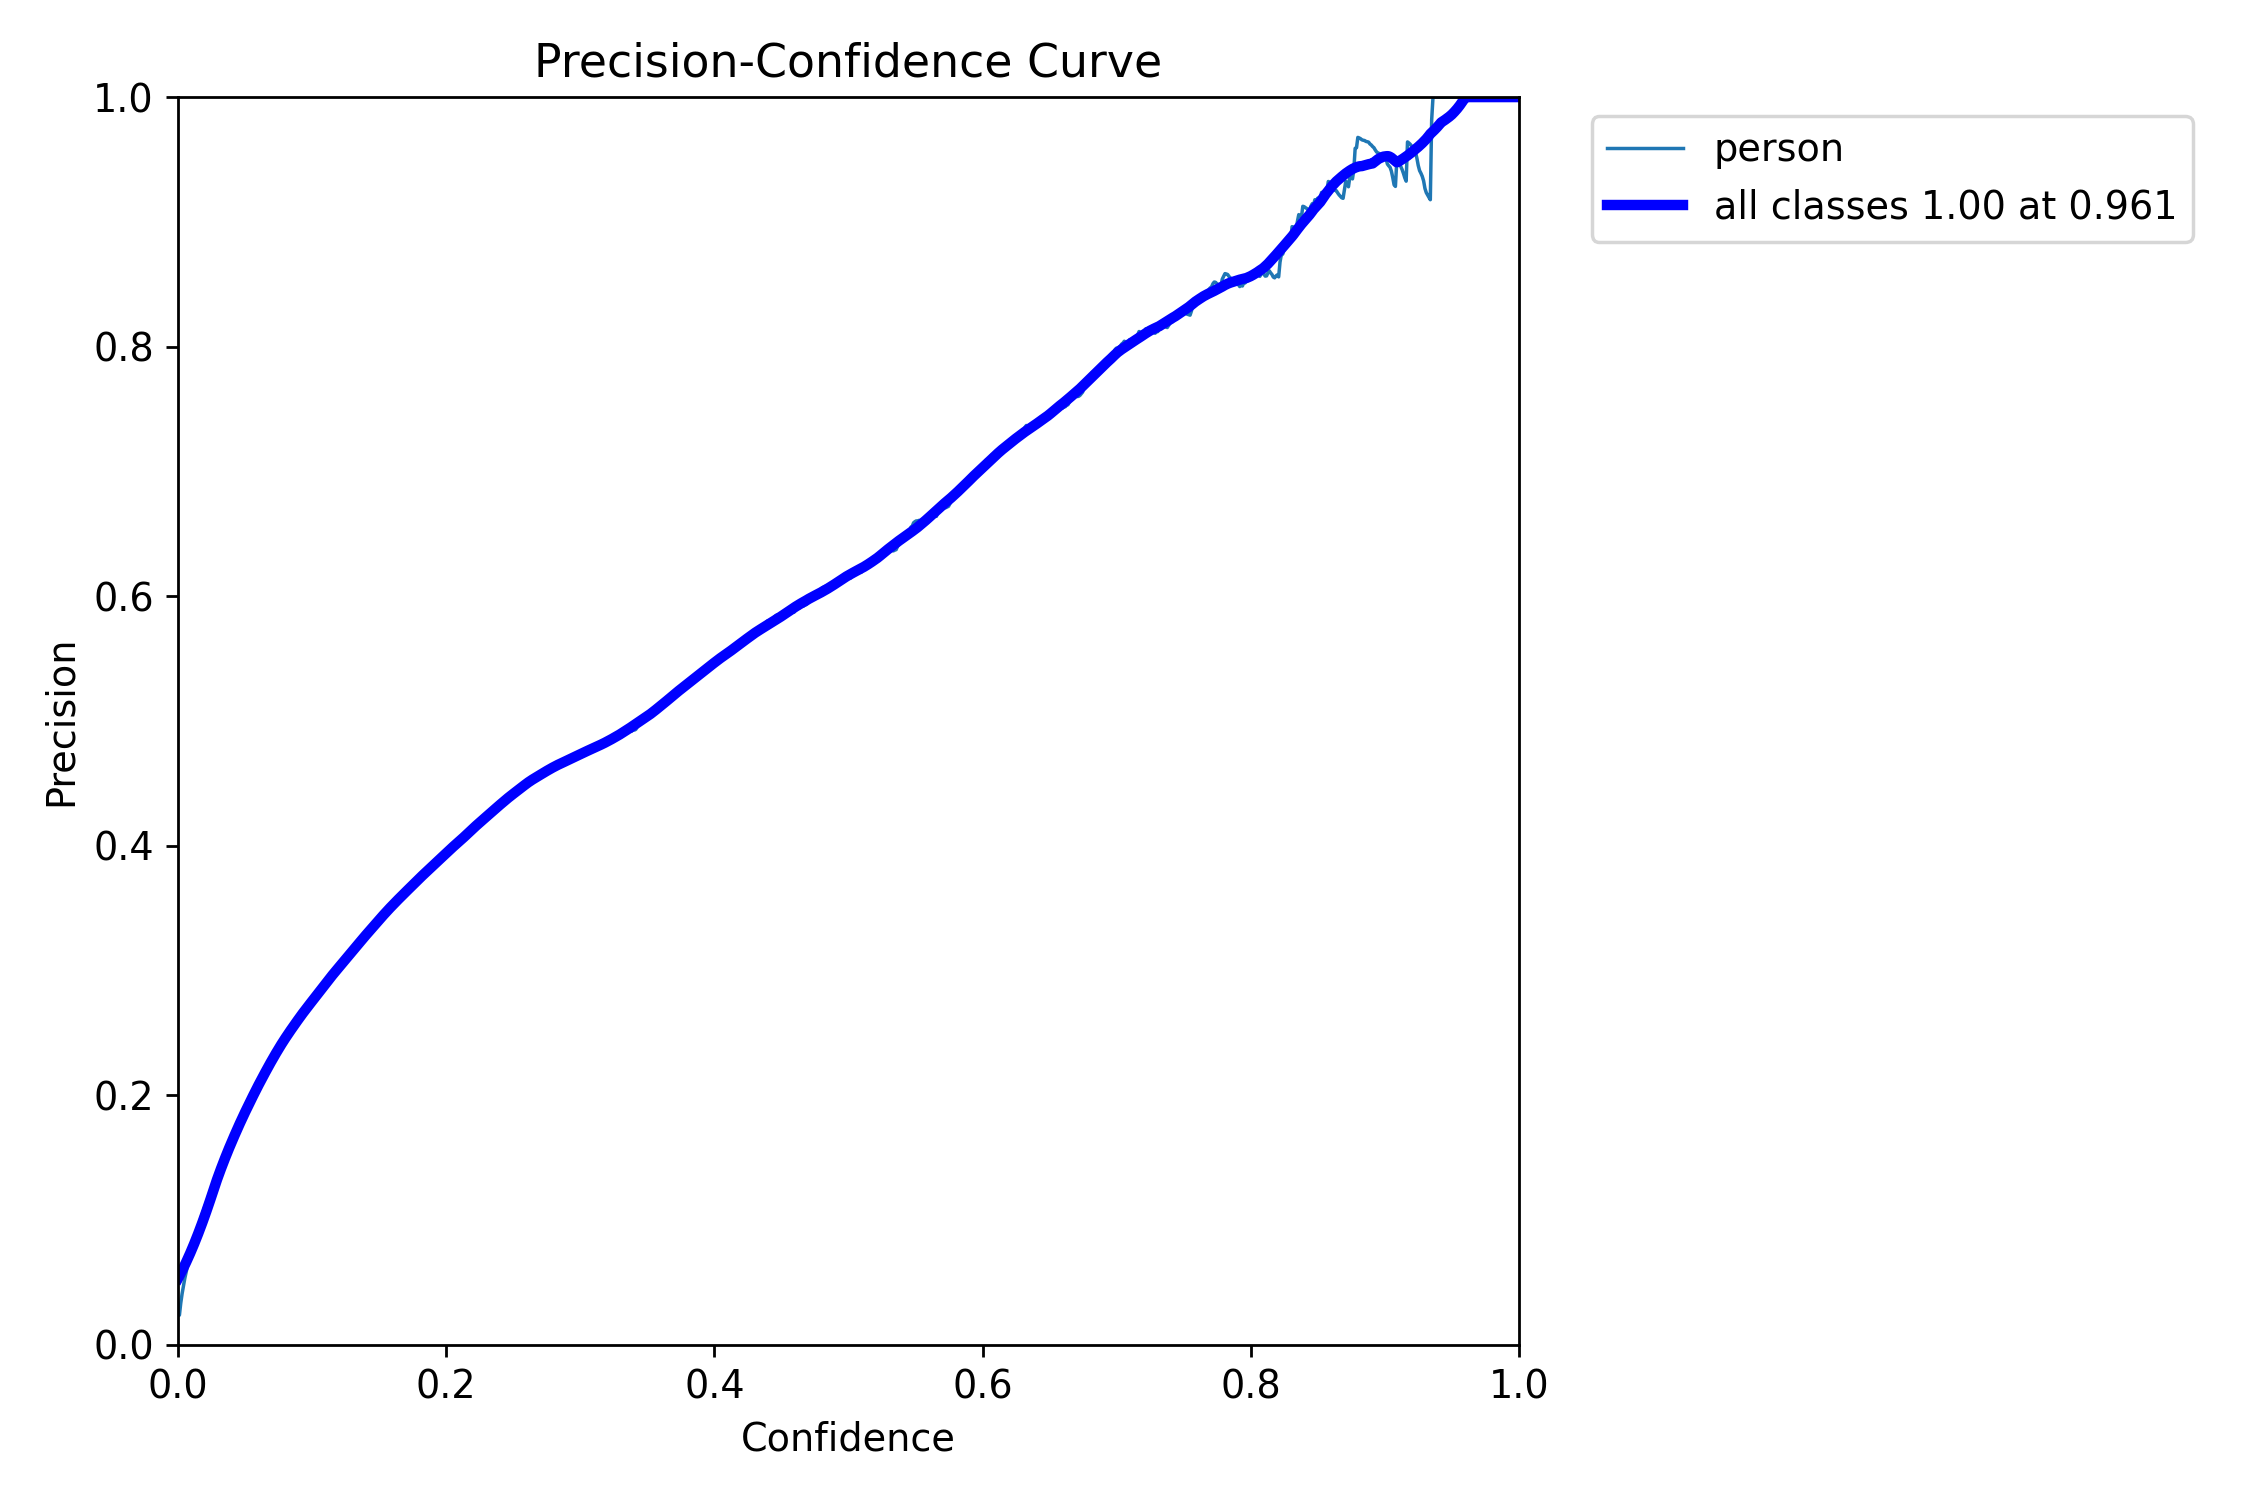 Precision-Confidence Curve
1.0
0.8
0.6
0.4
0.2
0.0
Precision
0.0 0.2 0.4 0.6 0.8 1.0
Confidence
person
all classes 1.00 at 0.961